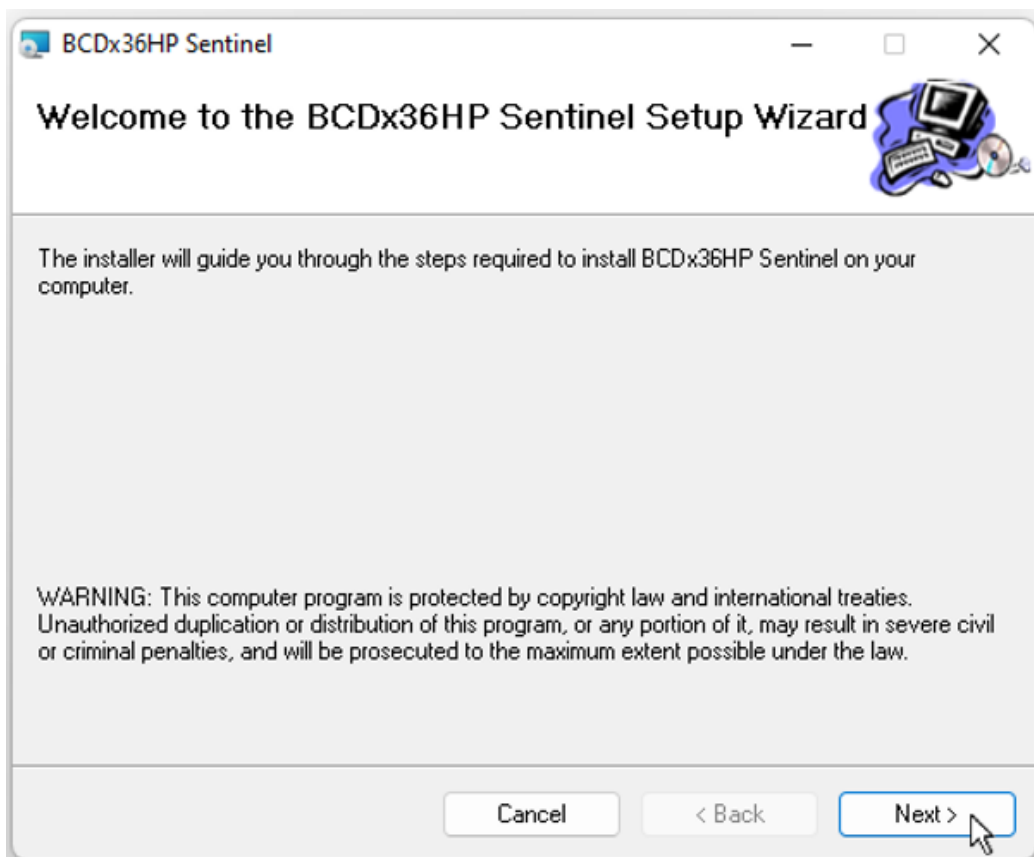 BCDx36HP Sentinel
Welcome to the BCDx36HP Sentinel Setup Wizard
The installer will guide you through the steps required to install BCDx36HP Sentinel on your
computer.
WARNING: This computer program is protected by copyright law and international treaties.
Unauthorized duplication or distribution of this program, or any portion of it, may result in severe civil
or criminal penalties, and will be prosecuted to the maximum extent possible under the law.
Cancel
< Back
Next >